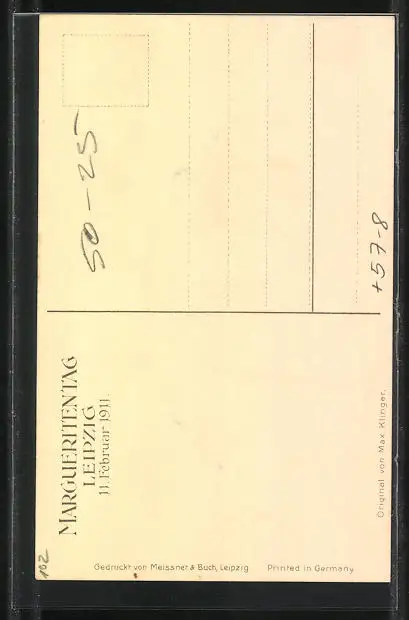 MARGUERITENTAG
LEIPZIG
11. Februar 1911.
50-25
+57-8
Original von Max Klinger.
Gedruckt von Meissner & Buch, Leipzig
Printed in Germany
102